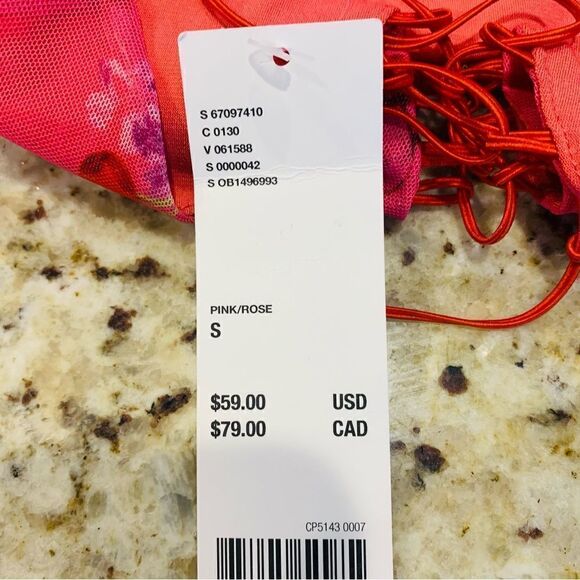 S 67097410
C 0130
V 061588
S 0000042
S OB1496993
PINK/ROSE
S
$59.00 USD
$79.00 CAD
CP5143 0007